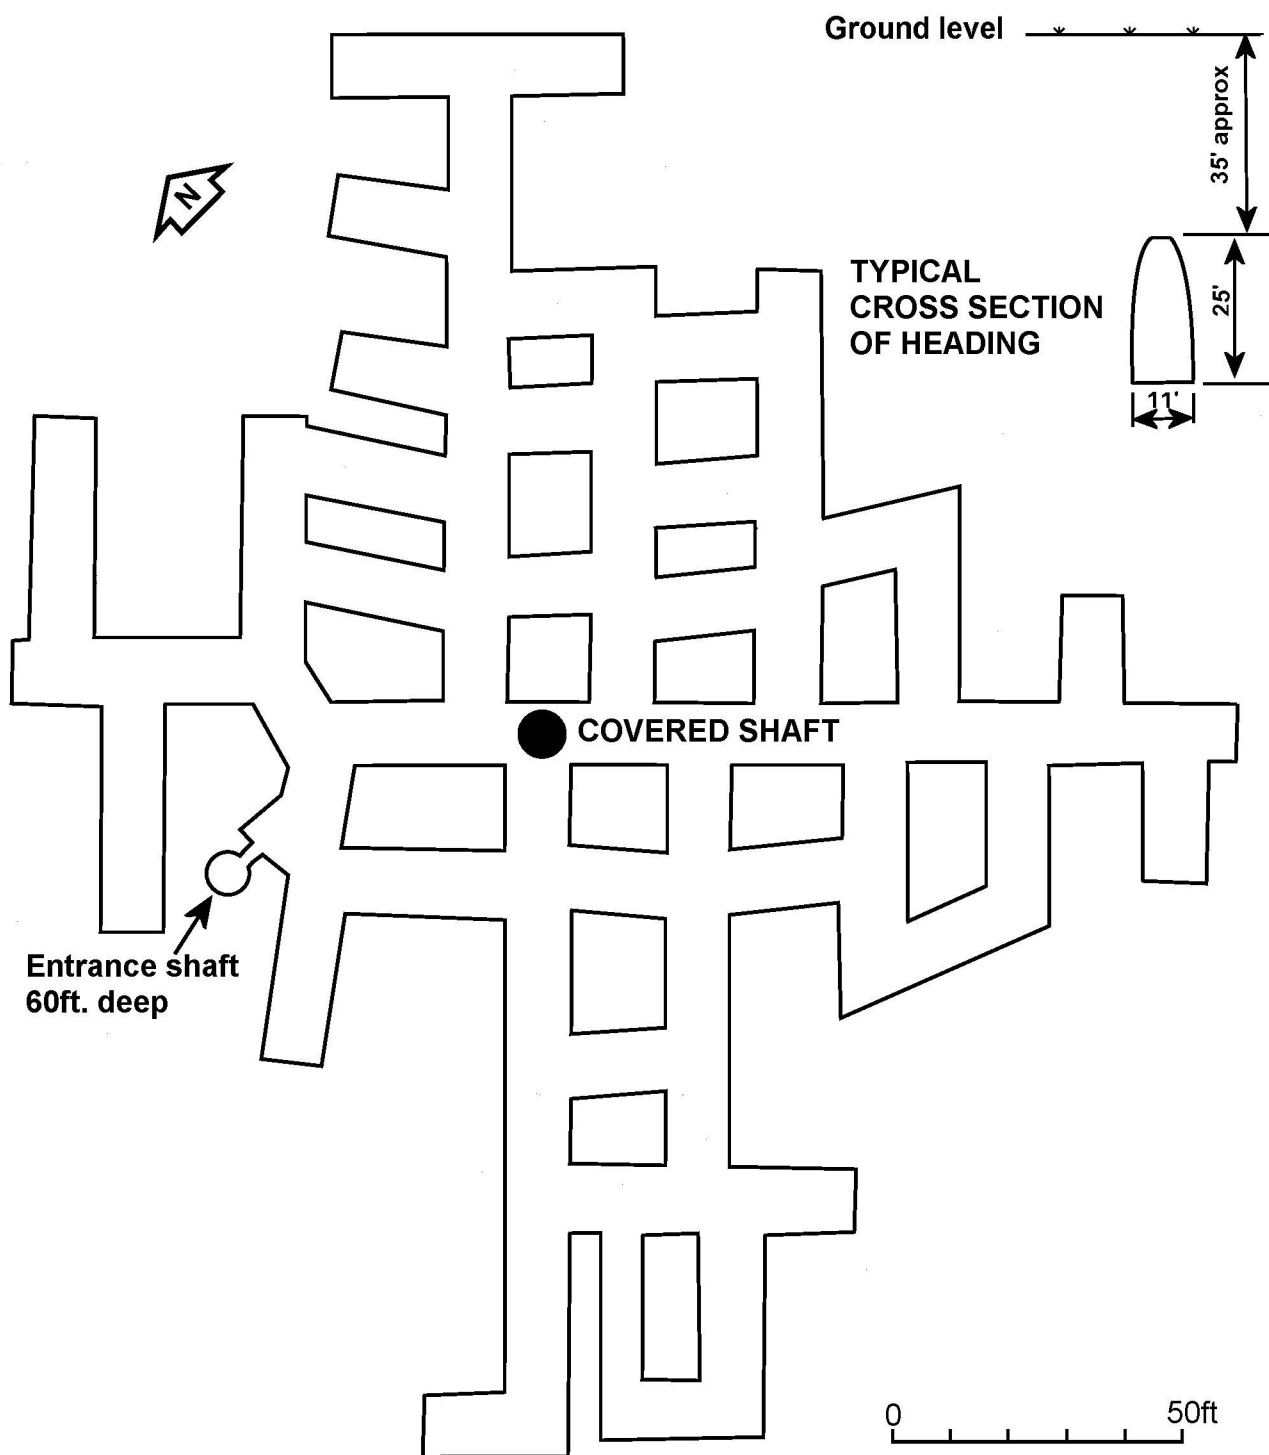 Ground level
35' approx
N
TYPICAL
CROSS SECTION
OF HEADING
25'
11'
COVERED SHAFT
Entrance shaft
60ft. deep
0
50ft